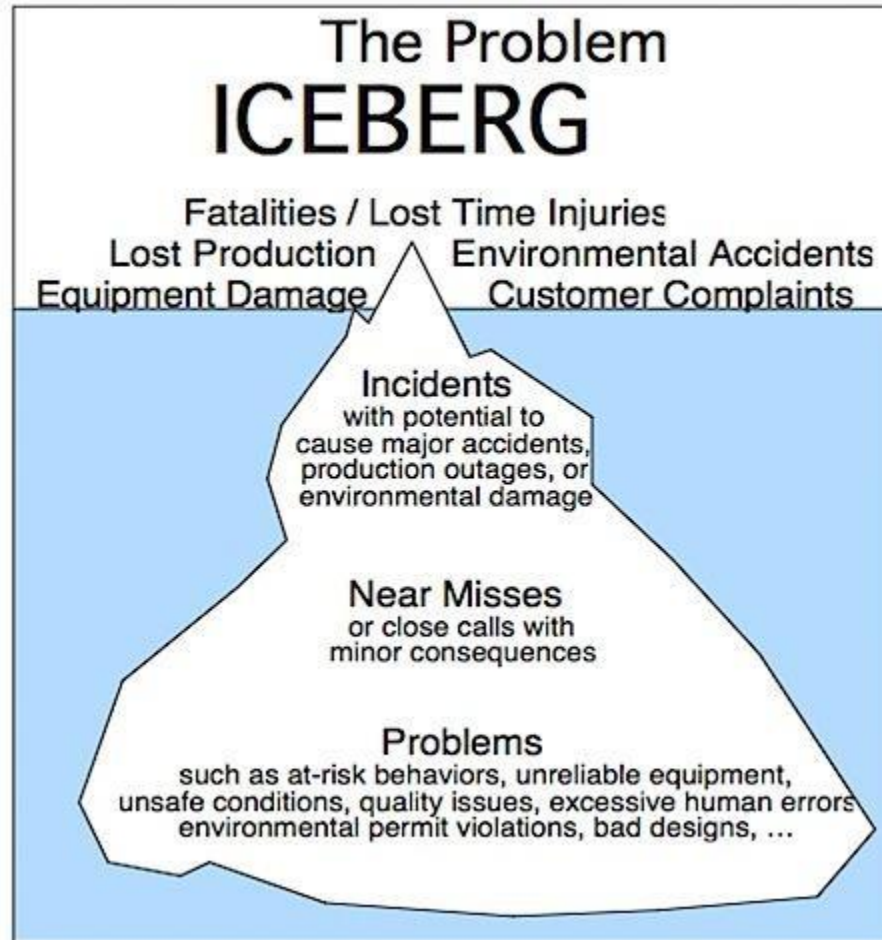 The Problem
ICEBERG
Fatalities / Lost Time Injuries
Lost Production Environmental Accidents
Equipment Damage Customer Complaints
Incidents
with potential to
cause major accidents,
production outages, or
environmental damage
Near Misses
or close calls with
minor consequences
Problems
such as at-risk behaviors, unreliable equipment,
unsafe conditions, quality issues, excessive human errors
environmental permit violations, bad designs, ...